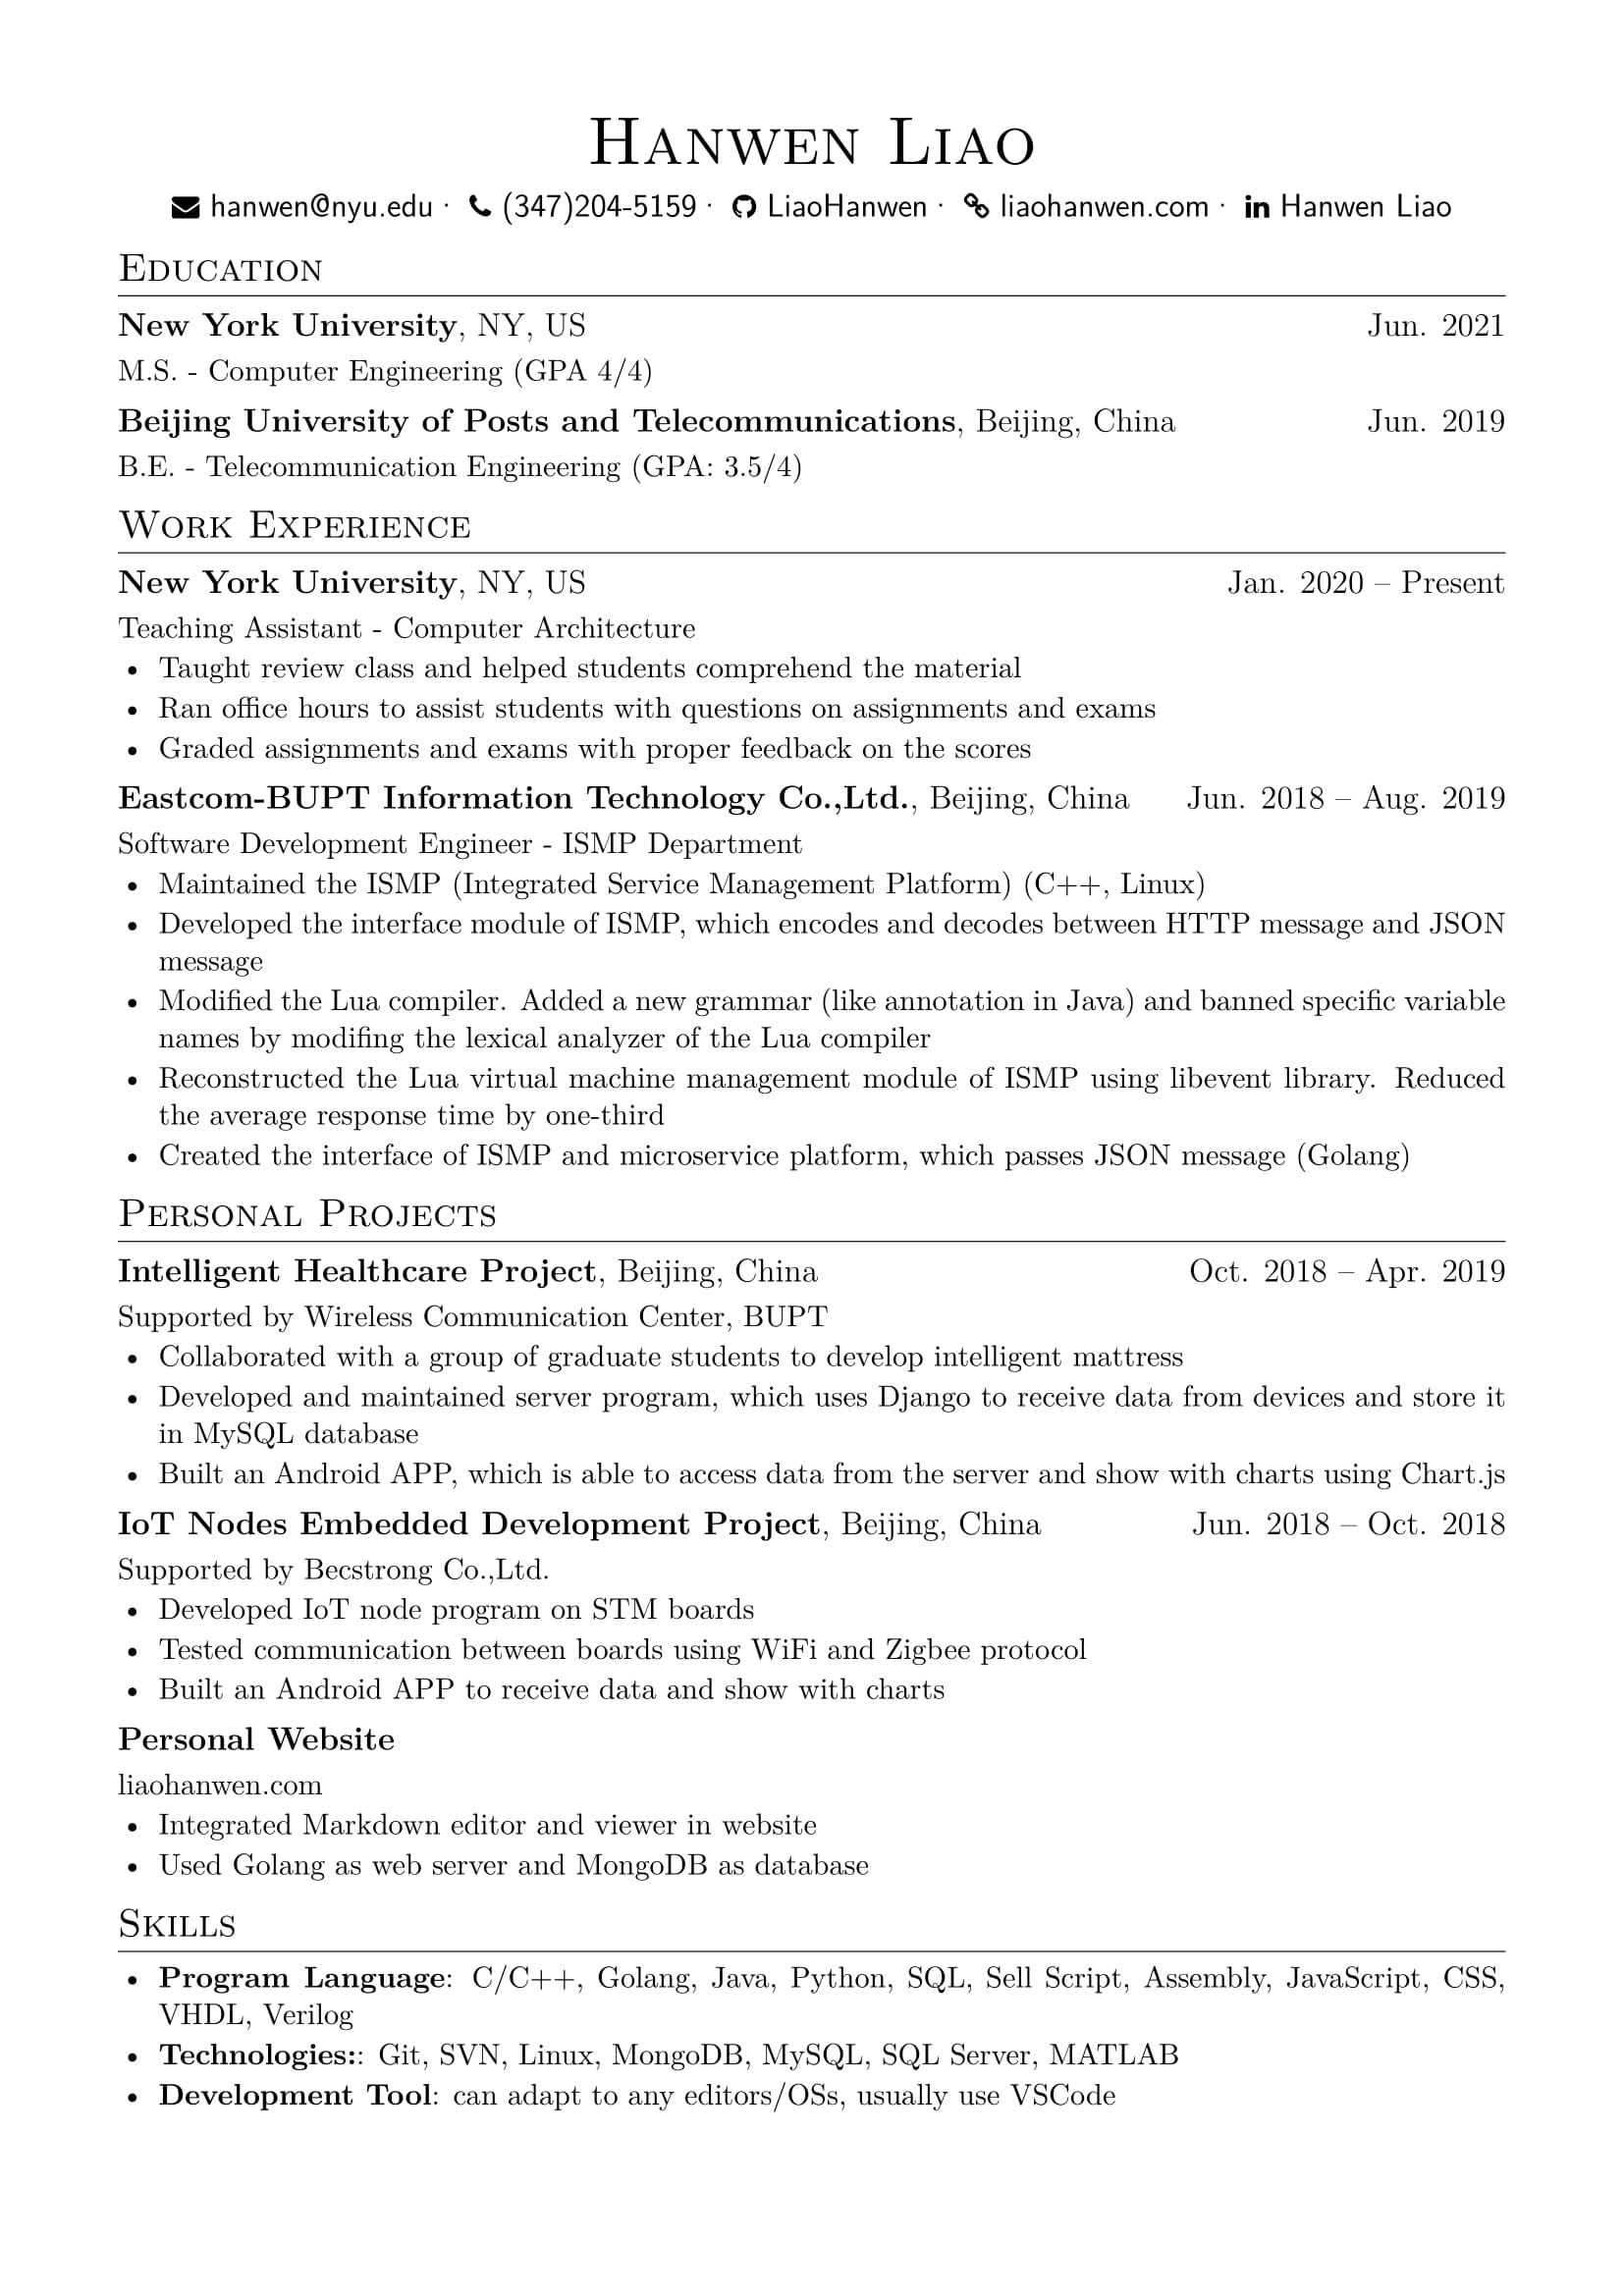 Hanwen Liao
hanwen@nyu.edu · (347)204-5159 · LiaoHanwen · liaohanwen.com · Hanwen Liao
Education
New York University, NY, US Jun. 2021
M.S. - Computer Engineering (GPA 4/4)
Beijing University of Posts and Telecommunications, Beijing, China Jun. 2019
B.E. - Telecommunication Engineering (GPA: 3.5/4)
Work Experience
New York University, NY, US Jan. 2020 – Present
Teaching Assistant - Computer Architecture
• Taught review class and helped students comprehend the material
• Ran office hours to assist students with questions on assignments and exams
• Graded assignments and exams with proper feedback on the scores
Eastcom-BUPT Information Technology Co.,Ltd., Beijing, China Jun. 2018 – Aug. 2019
Software Development Engineer - ISMP Department
• Maintained the ISMP (Integrated Service Management Platform) (C++, Linux)
• Developed the interface module of ISMP, which encodes and decodes between HTTP message and JSON
message
• Modified the Lua compiler. Added a new grammar (like annotation in Java) and banned specific variable
names by modifing the lexical analyzer of the Lua compiler
• Reconstructed the Lua virtual machine management module of ISMP using libevent library. Reduced
the average response time by one-third
• Created the interface of ISMP and microservice platform, which passes JSON message (Golang)
Personal Projects
Intelligent Healthcare Project, Beijing, China Oct. 2018 – Apr. 2019
Supported by Wireless Communication Center, BUPT
• Collaborated with a group of graduate students to develop intelligent mattress
• Developed and maintained server program, which uses Django to receive data from devices and store it
in MySQL database
• Built an Android APP, which is able to access data from the server and show with charts using Chart.js
IoT Nodes Embedded Development Project, Beijing, China Jun. 2018 – Oct. 2018
Supported by Becstrong Co.,Ltd.
• Developed IoT node program on STM boards
• Tested communication between boards using WiFi and Zigbee protocol
• Built an Android APP to receive data and show with charts
Personal Website
liaohanwen.com
• Integrated Markdown editor and viewer in website
• Used Golang as web server and MongoDB as database
Skills
• Program Language: C/C++, Golang, Java, Python, SQL, Sell Script, Assembly, JavaScript, CSS,
VHDL, Verilog
• Technologies:: Git, SVN, Linux, MongoDB, MySQL, SQL Server, MATLAB
• Development Tool: can adapt to any editors/OSs, usually use VSCode